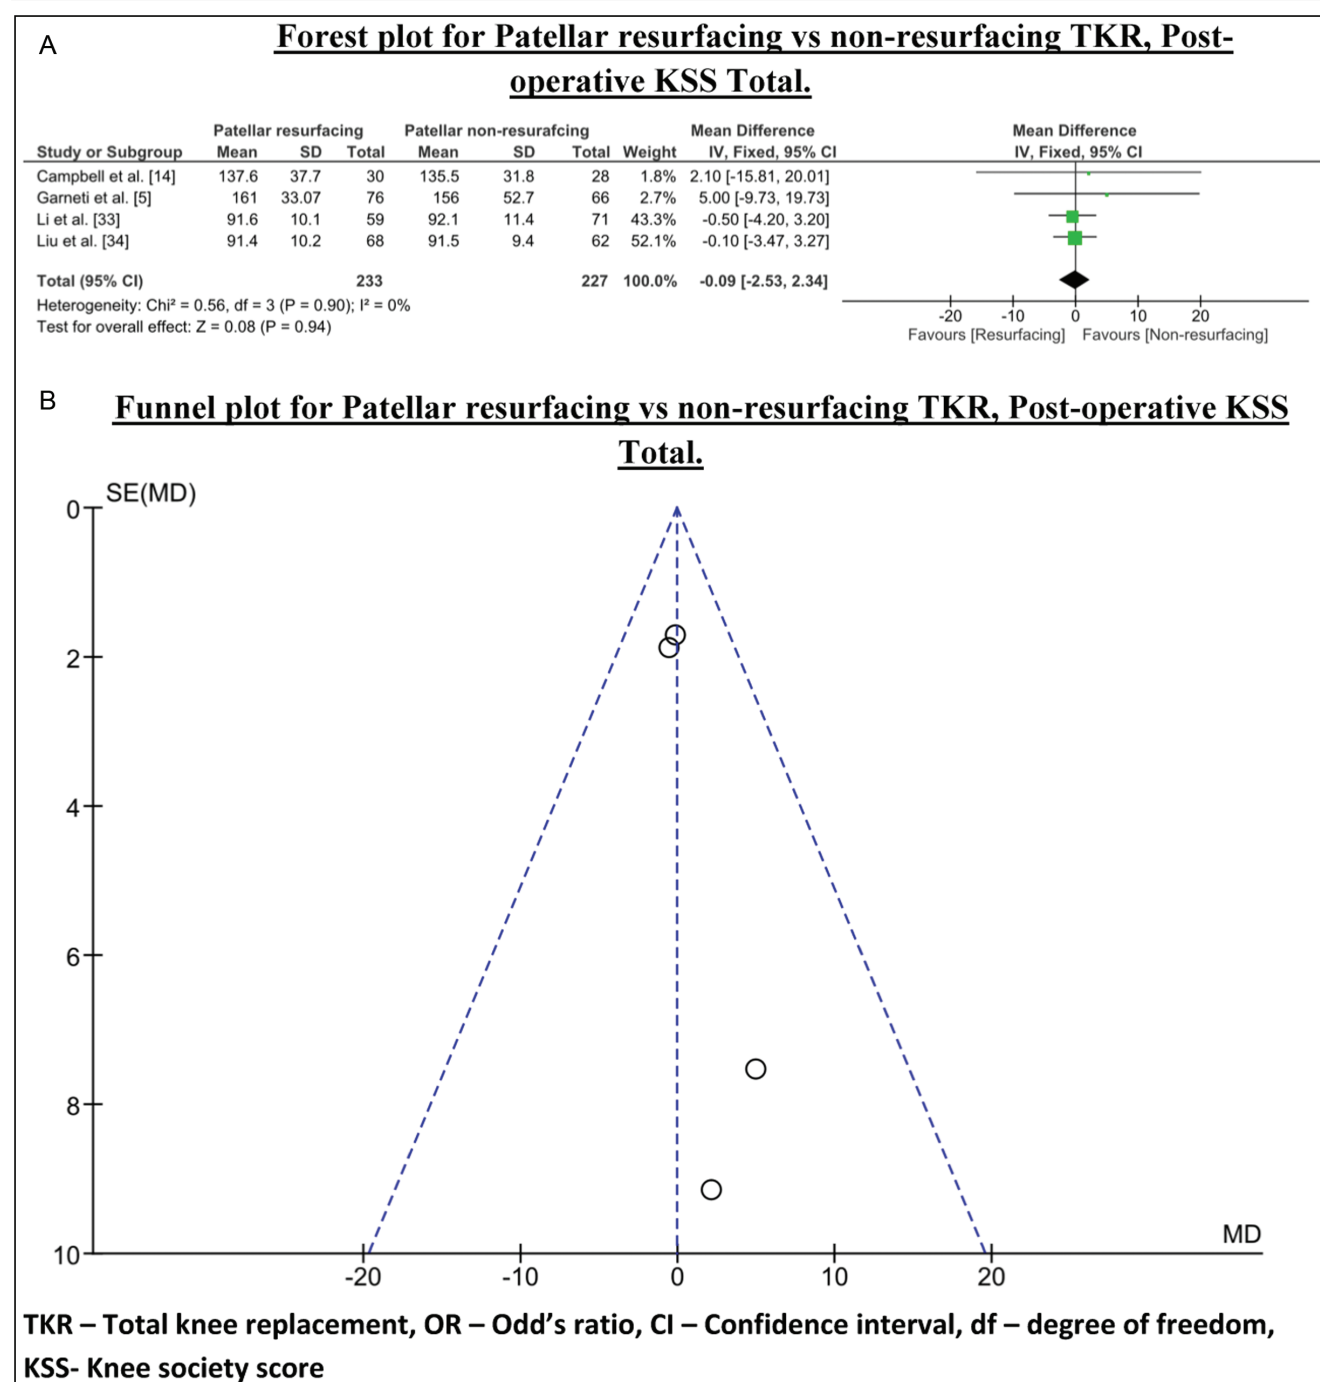 A
Forest plot for Patellar resurfacing vs non-resurfacing TKR, Post-
operative KSS Total.
Patellar resurfacing Patellar non-resurafcing Mean Difference Mean Difference
Study or Subgroup Mean SD Total Mean SD Total Weight IV, Fixed, 95% CI IV, Fixed, 95% CI
Campbell et al. [14] 137.6 37.7 30 135.5 31.8 28 1.8% 2.10 [-15.81, 20.01]
Garneti et al. [5] 161 33.07 76 156 52.7 66 2.7% 5.00 [-9.73, 19.73]
Li et al. [33] 91.6 10.1 59 92.1 11.4 71 43.3% -0.50 [-4.20, 3.20]
Liu et al. [34] 91.4 10.2 68 91.5 9.4 62 52.1% -0.10 [-3.47, 3.27]
Total (95% CI) 233 227 100.0% -0.09 [-2.53, 2.34]
Heterogeneity: Chi² = 0.56, df = 3 (P = 0.90); I² = 0%
Test for overall effect: Z = 0.08 (P = 0.94)
-20 -10 0 10 20
Favours [Resurfacing] Favours [Non-resurfacing]
B
Funnel plot for Patellar resurfacing vs non-resurfacing TKR, Post-operative KSS
Total.
SE(MD)
0
2
4
6
8
10
MD
-20 -10 0 10 20
TKR – Total knee replacement, OR – Odd’s ratio, CI – Confidence interval, df – degree of freedom,
KSS- Knee society score